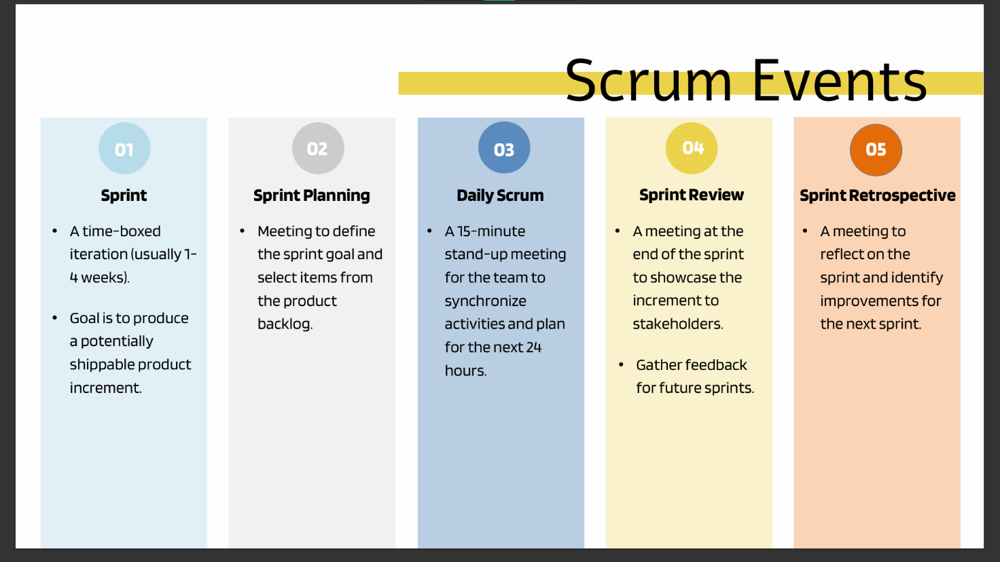 Scrum Events
01
Sprint
• A time-boxed
iteration (usually 1-
4 weeks).
• Goal is to produce
a potentially
shippable product
increment.
02
Sprint Planning
• Meeting to define
the sprint goal and
select items from
the product
backlog.
03
Daily Scrum
• A 15-minute
stand-up meeting
for the team to
synchronize
activities and plan
for the next 24
hours.
04
Sprint Review
• A meeting at the
end of the sprint
to showcase the
increment to
stakeholders.
• Gather feedback
for future sprints.
05
Sprint Retrospective
• A meeting to
reflect on the
sprint and identify
improvements for
the next sprint.